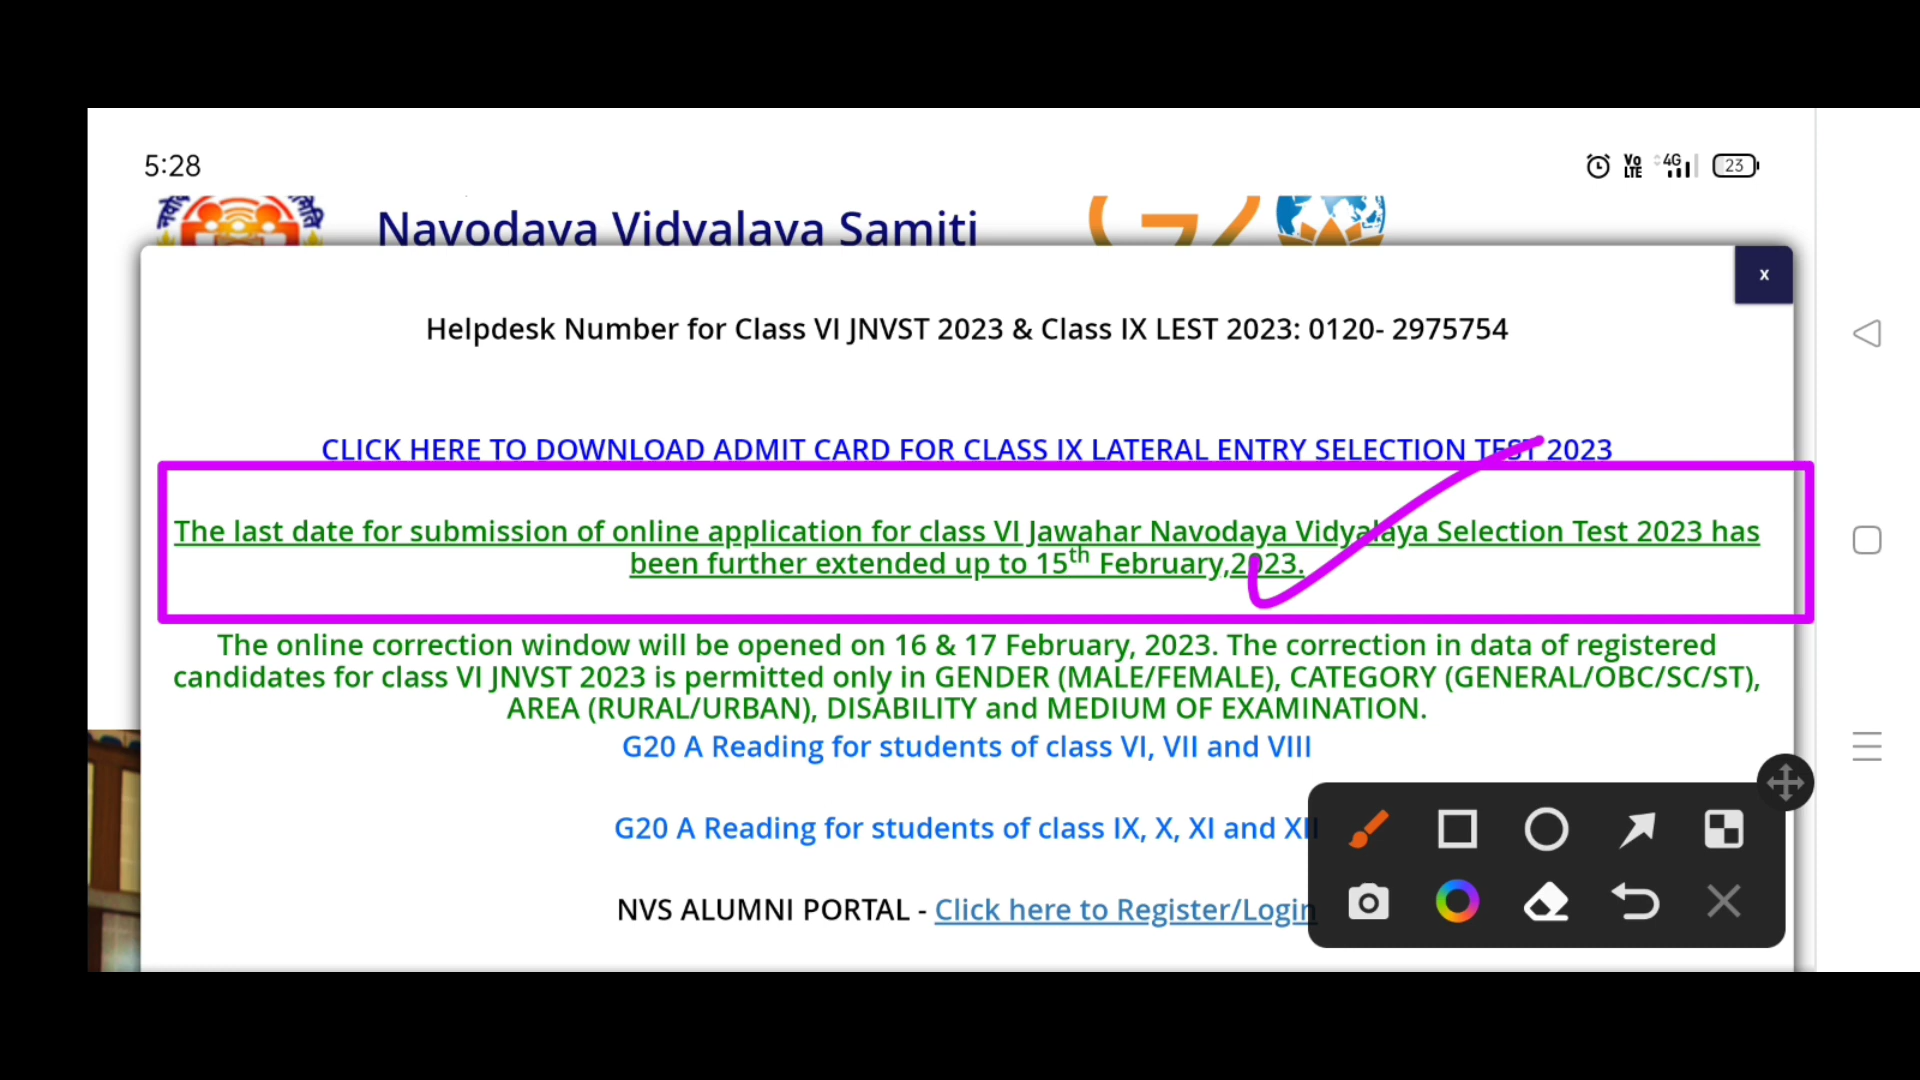 5:28
Vo LTE 4G 23
Navodaya Vidyalaya Samiti
x
Helpdesk Number for Class VI JNVST 2023 & Class IX LEST 2023: 0120- 2975754
CLICK HERE TO DOWNLOAD ADMIT CARD FOR CLASS IX LATERAL ENTRY SELECTION TEST 2023
The last date for submission of online application for class VI Jawahar Navodaya Vidyalaya Selection Test 2023 has
been further extended up to 15th February,2023.
The online correction window will be opened on 16 & 17 February, 2023. The correction in data of registered
candidates for class VI JNVST 2023 is permitted only in GENDER (MALE/FEMALE), CATEGORY (GENERAL/OBC/SC/ST),
AREA (RURAL/URBAN), DISABILITY and MEDIUM OF EXAMINATION.
G20 A Reading for students of class VI, VII and VIII
G20 A Reading for students of class IX, X, XI and XII
NVS ALUMNI PORTAL - Click here to Register/Login